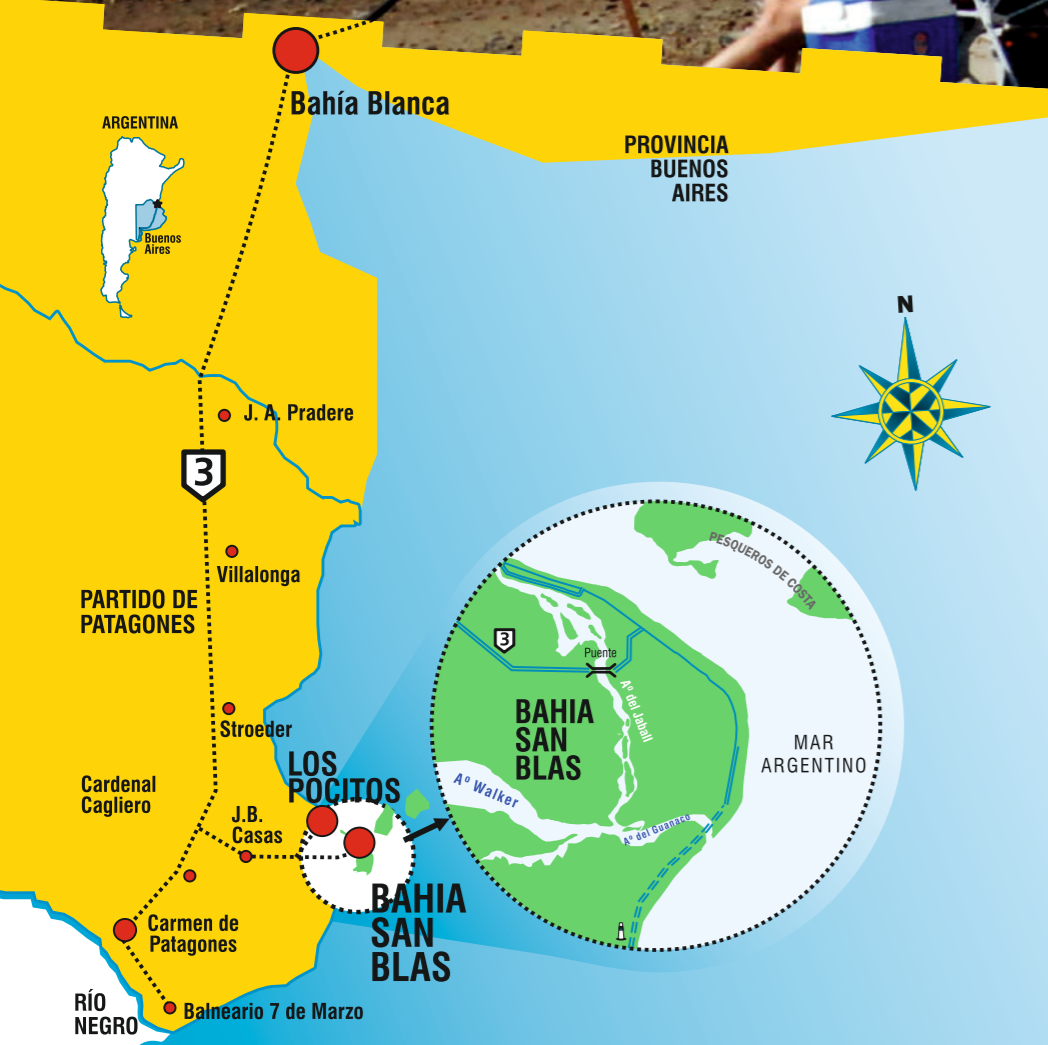 Bahía Blanca
ARGENTINA
Buenos
Aires
PROVINCIA
BUENOS
AIRES
N
J. A. Pradere
3
Villalonga
PARTIDO DE
PATAGONES
Stroeder
LOS
POCITOS
Cardenal
Cagliero
J.B.
Casas
BAHIA
SAN
BLAS
Carmen de
Patagones
RÍO
NEGRO
Balneario 7 de Marzo
PESQUEROS DE COSTA
3
Puente
Aº del Jabalí
BAHIA
SAN
BLAS
MAR
ARGENTINO
Aº Walker
Aº del Guanaco